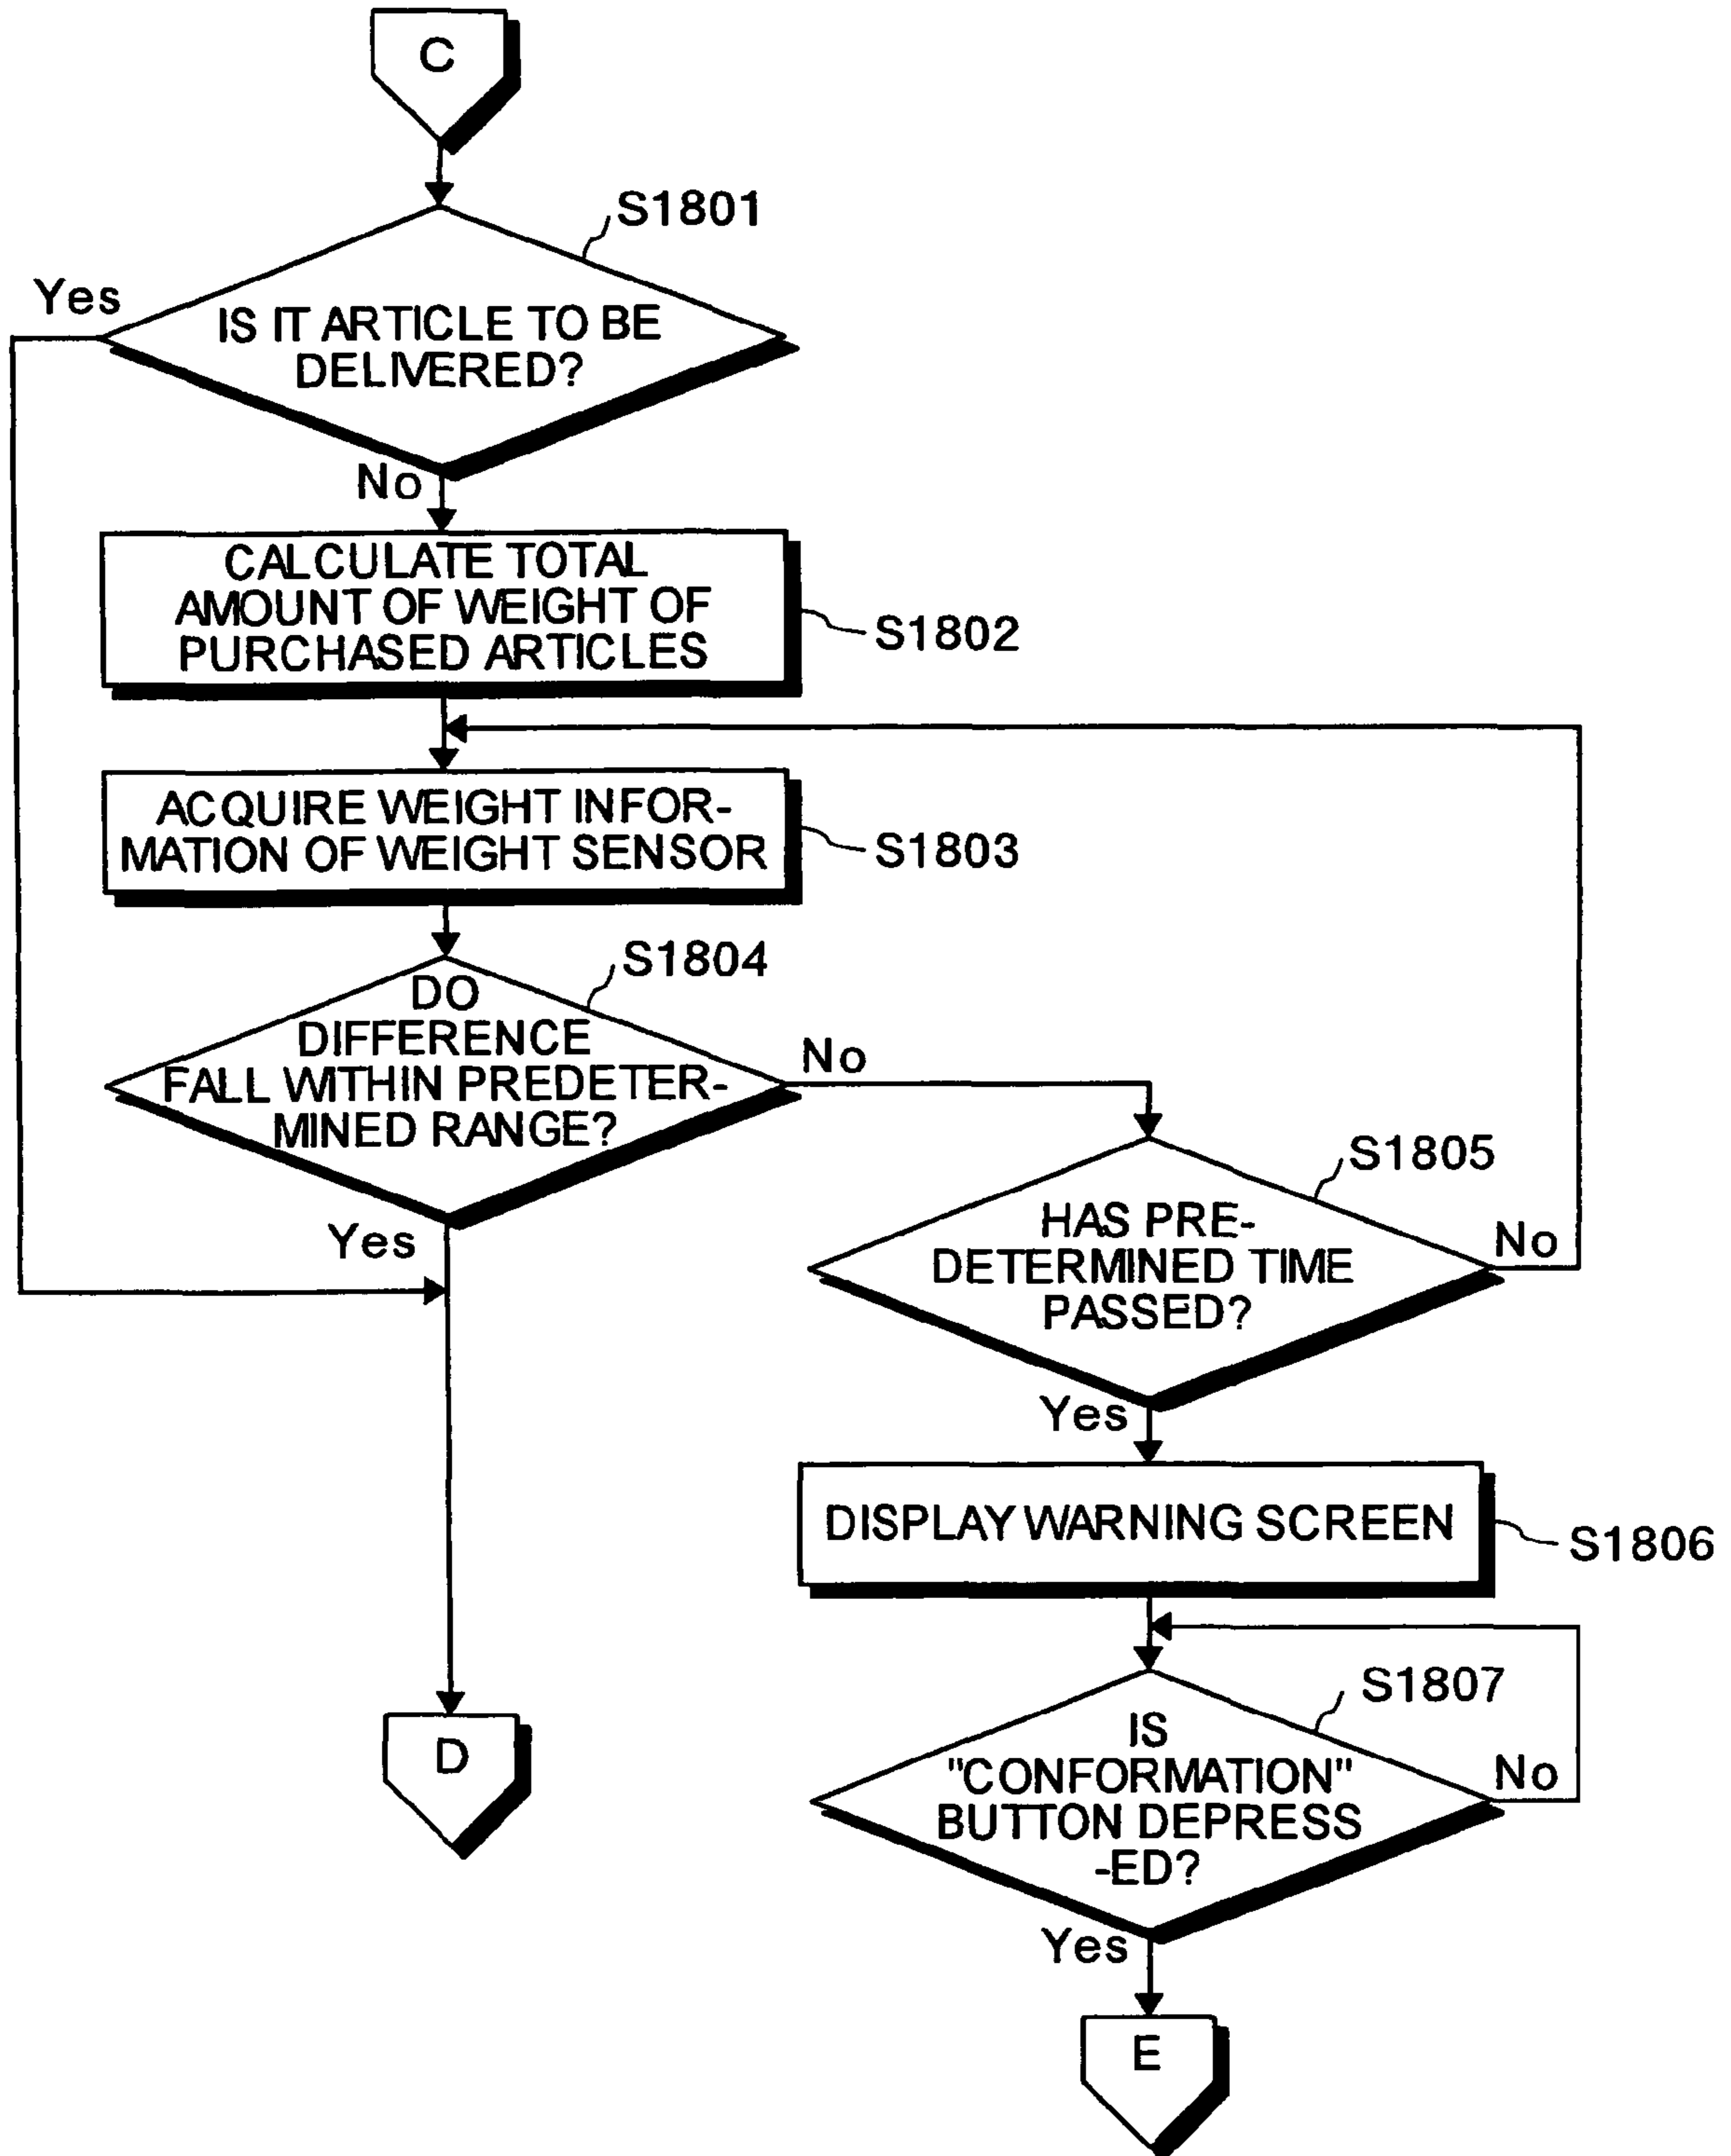 C
S1801
Yes
IS IT ARTICLE TO BE
DELIVERED?
No
CALCULATE TOTAL
AMOUNT OF WEIGHT OF
PURCHASED ARTICLES
S1802
ACQUIRE WEIGHT INFOR-
MATION OF WEIGHT SENSOR
S1803
S1804
DO
DIFFERENCE
FALL WITHIN PREDETER-
MINED RANGE?
No
Yes
S1805
HAS PRE-
DETERMINED TIME
PASSED?
No
Yes
DISPLAY WARNING SCREEN
S1806
S1807
IS
"CONFORMATION"
BUTTON DEPRESS
-ED?
No
Yes
D
E